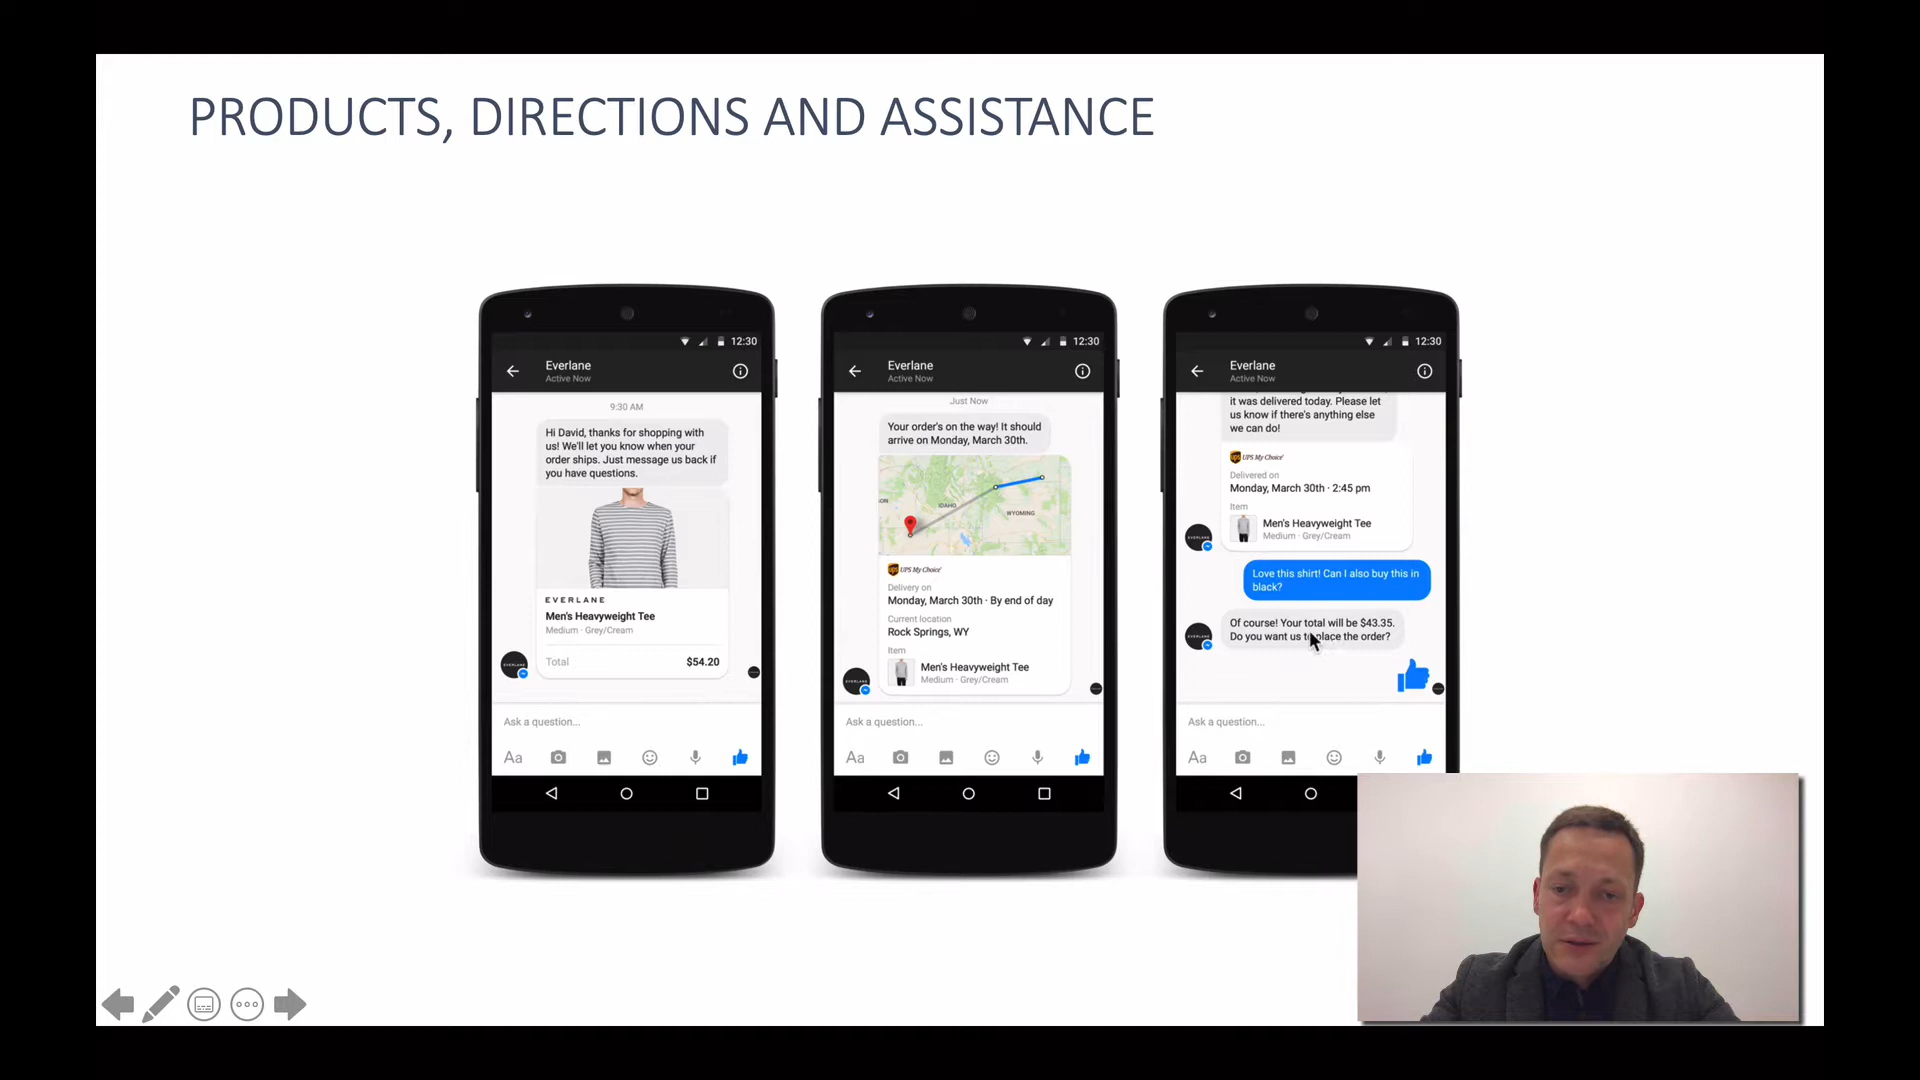 PRODUCTS, DIRECTIONS AND ASSISTANCE
12:30
Everlane
Active Now
9:30 AM
Hi David, thanks for shopping with
us! We'll let you know when your
order ships. Just message us back if
you have questions.
EVERLANE
Men's Heavyweight Tee
Medium · Grey/Cream
Total $54.20
EVERLANE
Ask a question...
Aa
12:30
Everlane
Active Now
Just Now
Your order's on the way! It should
arrive on Monday, March 30th.
IDAHO
WYOMING
ups UPS My Choice
Delivery on
Monday, March 30th · By end of day
Current location
Rock Springs, WY
Item
Men's Heavyweight Tee
Medium · Grey/Cream
EVERLANE
Ask a question...
Aa
12:30
Everlane
Active Now
it was delivered today. Please let
us know if there's anything else
we can do!
ups UPS My Choice
Delivered on
Monday, March 30th · 2:45 pm
Item
Men's Heavyweight Tee
Medium · Grey/Cream
EVERLANE
Love this shirt! Can I also buy this in
black?
Of course! Your total will be $43.35.
Do you want us to place the order?
EVERLANE
Ask a question...
Aa